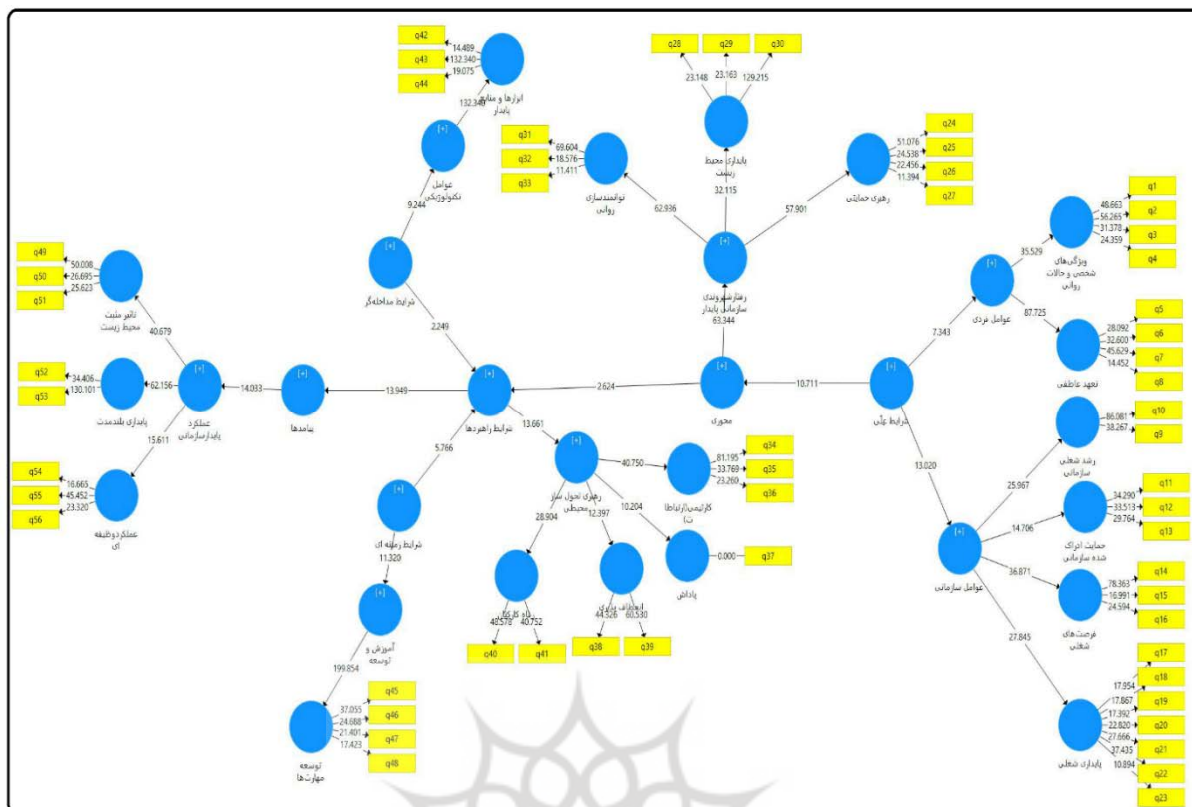 q42
14.489
q43
132.340
q44
19.075
ابزارها و منابع
پایدار
132.340
[+]
عوامل
تکنولوژیکی
9.244
[+]
شرایط مداخله‌گر
2.249
q28
q29
q30
23.148
23.163
129.215
پایداری محیط
زیست
32.115
q31
69.604
q32
18.576
q33
11.411
توانمندسازی
روانی
62.936
q24
51.076
q25
24.538
q26
22.456
q27
11.394
رهبری حمایتی
57.901
[+]
رفتارشهروندی
سازمانی پایدار
63.344
[+]
محوری
2.624
10.711
[+]
شرایط علّی
7.343
[+]
عوامل فردی
35.529
q1
48.663
q2
56.265
q3
31.378
q4
24.359
ویژگی‌های
شخصی و حالات
روانی
87.725
q5
28.092
q6
32.600
q7
45.629
q8
14.452
تعهد عاطفی
13.020
[+]
عوامل سازمانی
25.967
q10
86.081
q9
38.267
رشد شغلی
سازمانی
14.706
q11
34.290
q12
33.513
q13
29.764
حمایت ادراک
شده سازمانی
36.871
q14
78.363
q15
16.991
q16
24.594
فرصت‌های
شغلی
27.845
q17
17.954
q18
17.867
q19
17.392
q20
22.820
q21
27.666
q22
37.435
q23
10.894
پایداری شغلی
q49
50.008
q50
26.695
q51
25.623
تاثیر مثبت
محیط زیست
40.679
q52
34.406
q53
130.101
پایداری بلندمدت
62.156
q54
16.665
q55
45.452
q56
23.320
عملکردوظیفه
ای
15.611
[+]
عملکرد
پایدارسازمانی
14.033
[+]
پیامدها
13.949
[+]
شرایط راهبردها
13.661
[+]
رهبری تحول ساز
محیطی
40.750
q34
81.195
q35
33.769
q36
23.260
کارتیمی(ارتباطا
ت)
10.204
0.000
q37
پاداش
12.397
انعطاف پذیری
44.326
60.530
q38
q39
28.904
رفاه کارکنان
48.578
40.752
q40
q41
5.766
[+]
شرایط زمینه ای
11.320
[+]
آموزش و
توسعه
199.854
q45
37.055
q46
24.688
q47
21.401
q48
17.423
توسعه
مهارت‌ها